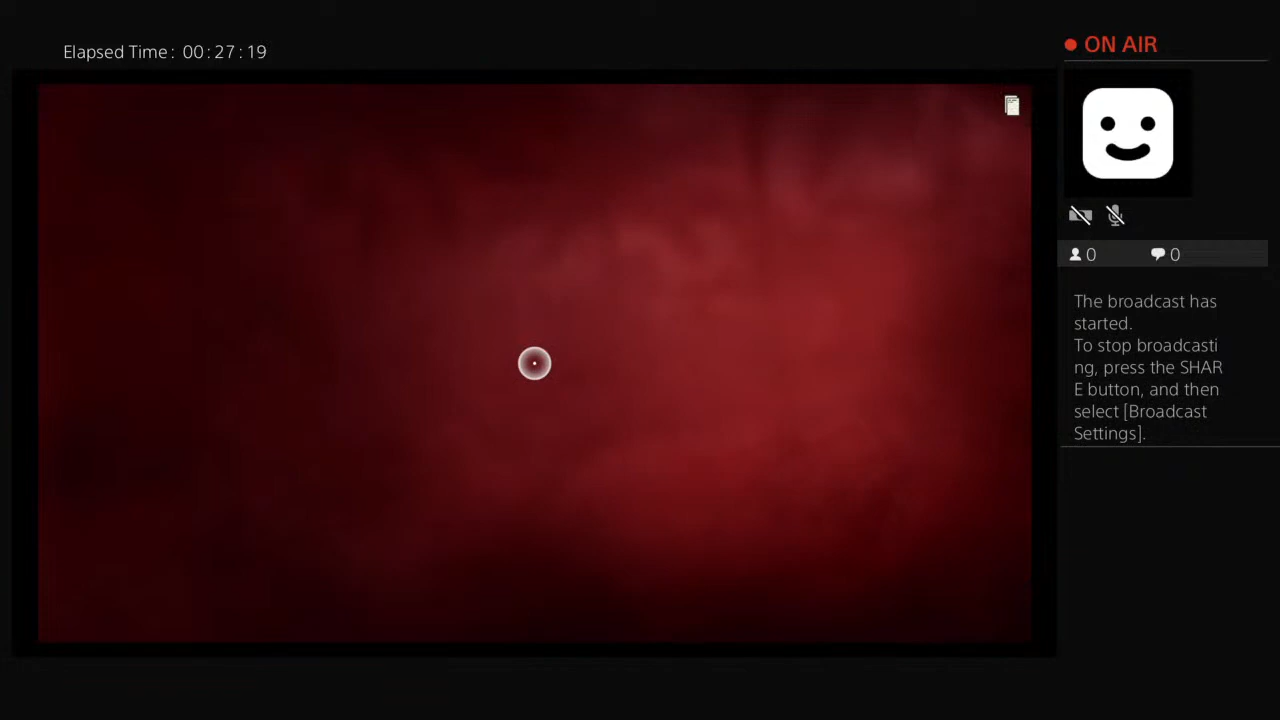 Elapsed Time: 00:27:19
ON AIR
0 0
The broadcast has
started.
To stop broadcasti
ng, press the SHAR
E button, and then
select [Broadcast
Settings].